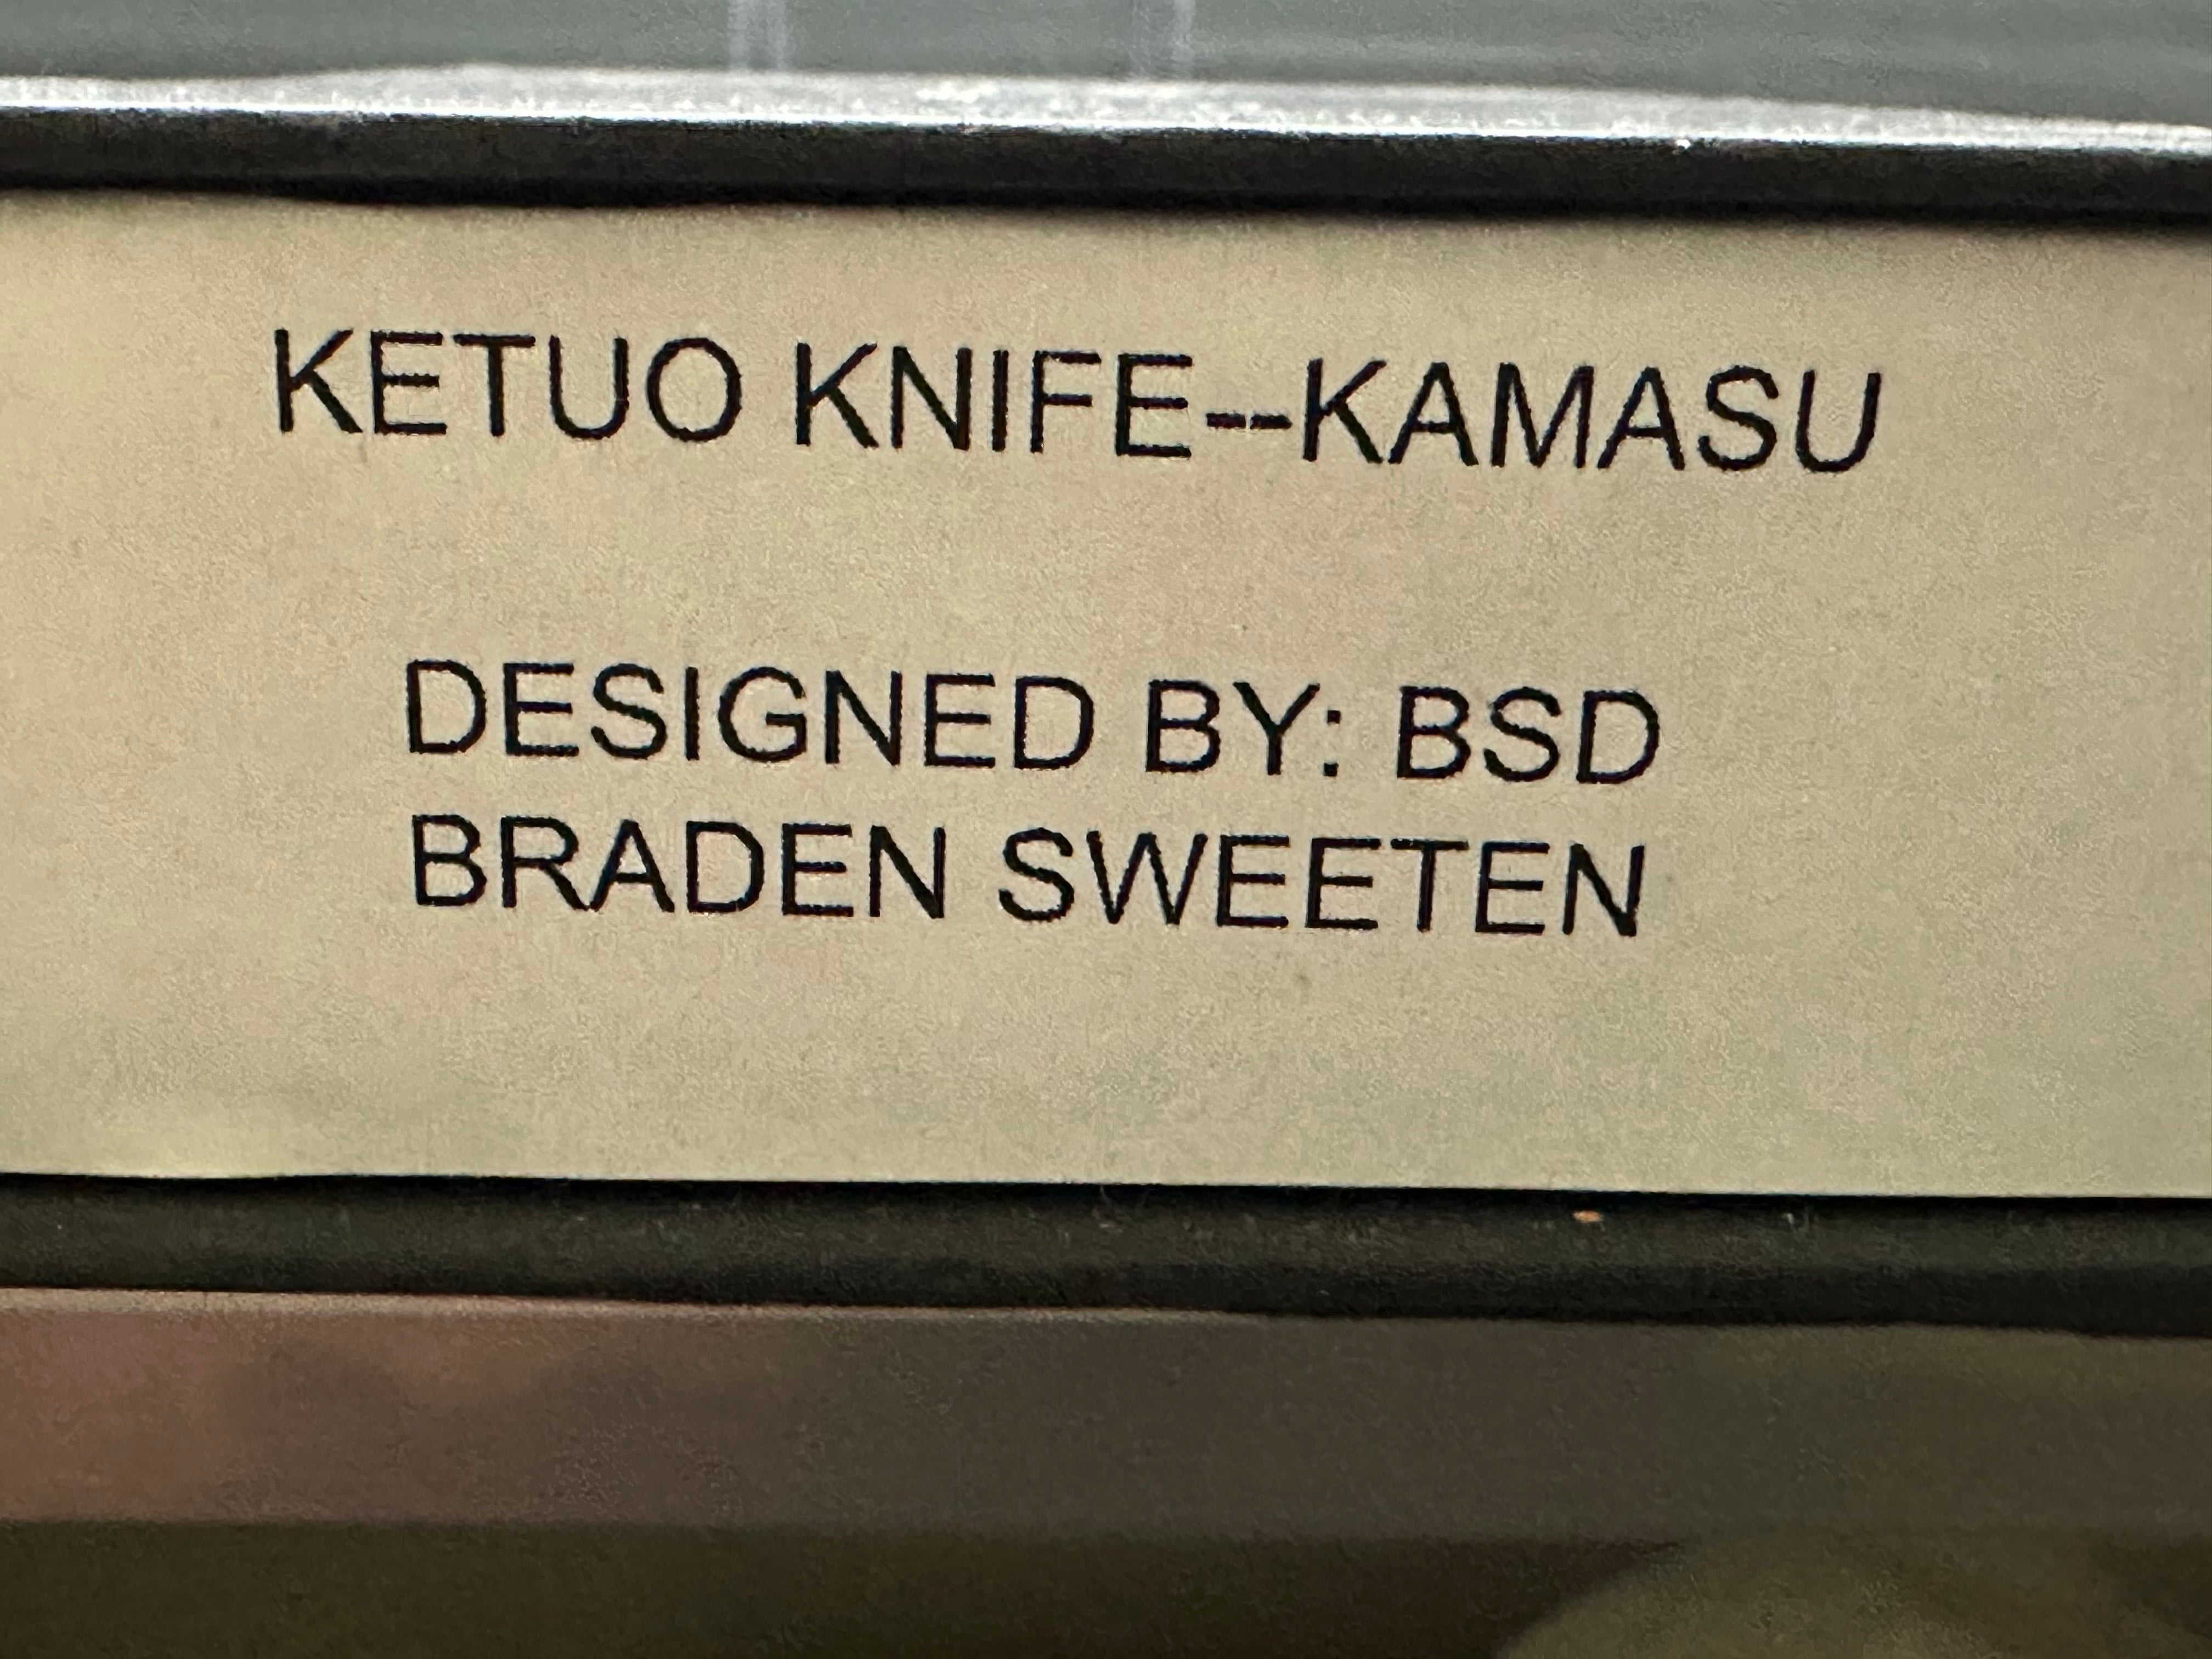 KETUO KNIFE--KAMASU
DESIGNED BY: BSD
BRADEN SWEETEN